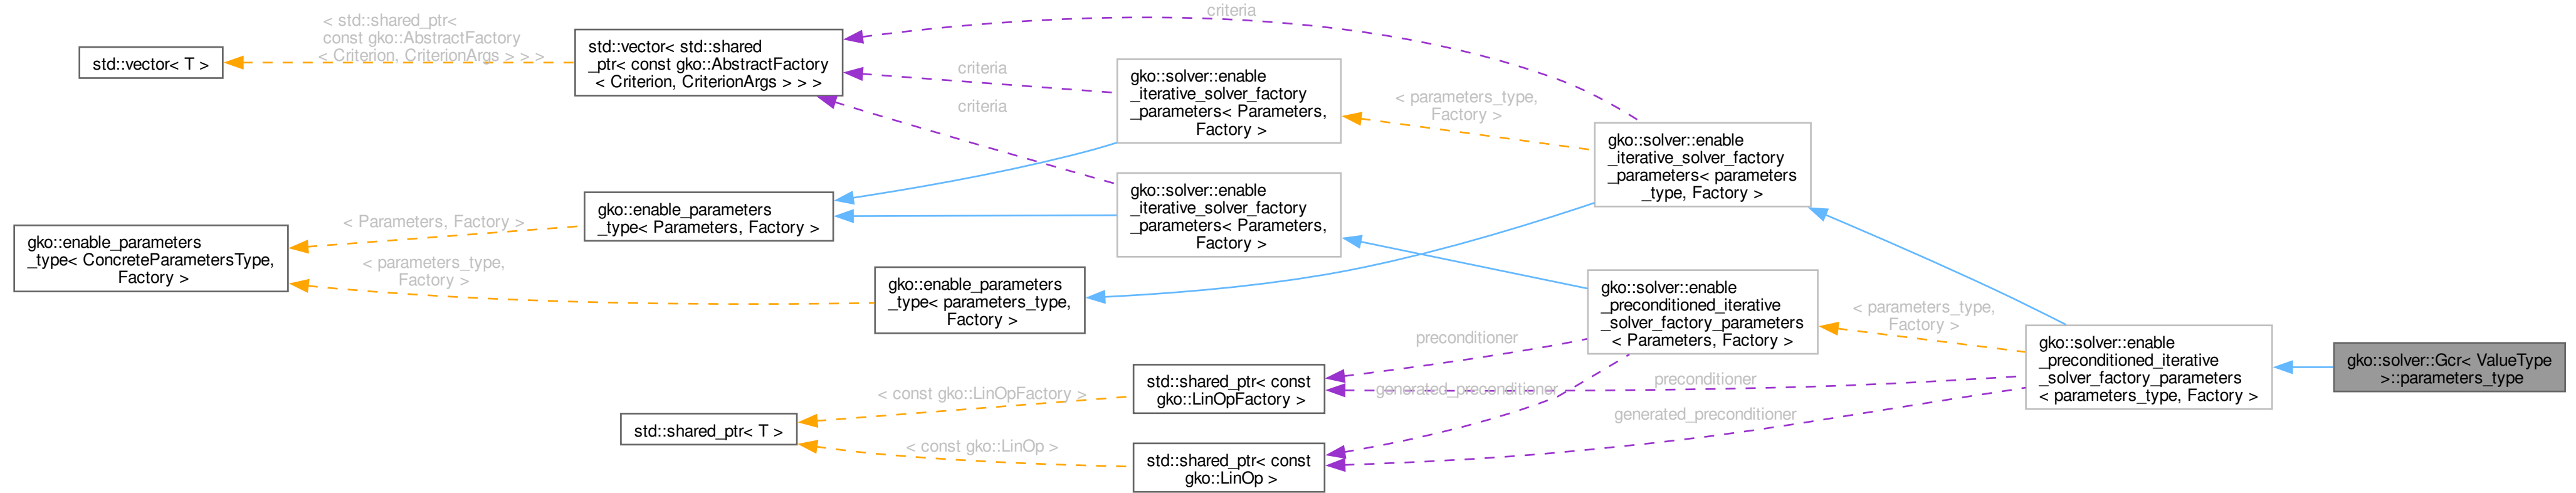 std::vector< T >
< std::shared_ptr<
const gko::AbstractFactory
< Criterion, CriterionArgs > > >
std::vector< std::shared
_ptr< const gko::AbstractFactory
< Criterion, CriterionArgs > > >
criteria
criteria
criteria
gko::solver::enable
_iterative_solver_factory
_parameters< Parameters,
Factory >
< parameters_type,
Factory >
gko::solver::enable
_iterative_solver_factory
_parameters< parameters
_type, Factory >
gko::enable_parameters
_type< ConcreteParametersType,
Factory >
< Parameters, Factory >
< parameters_type,
Factory >
gko::enable_parameters
_type< Parameters, Factory >
gko::solver::enable
_iterative_solver_factory
_parameters< Parameters,
Factory >
gko::enable_parameters
_type< parameters_type,
Factory >
gko::solver::enable
_preconditioned_iterative
_solver_factory_parameters
< Parameters, Factory >
< parameters_type,
Factory >
gko::solver::enable
_preconditioned_iterative
_solver_factory_parameters
< parameters_type, Factory >
gko::solver::Gcr< ValueType
>::parameters_type
std::shared_ptr< T >
< const gko::LinOpFactory >
< const gko::LinOp >
std::shared_ptr< const
gko::LinOpFactory >
std::shared_ptr< const
gko::LinOp >
preconditioner
generated_preconditioner
preconditioner
generated_preconditioner